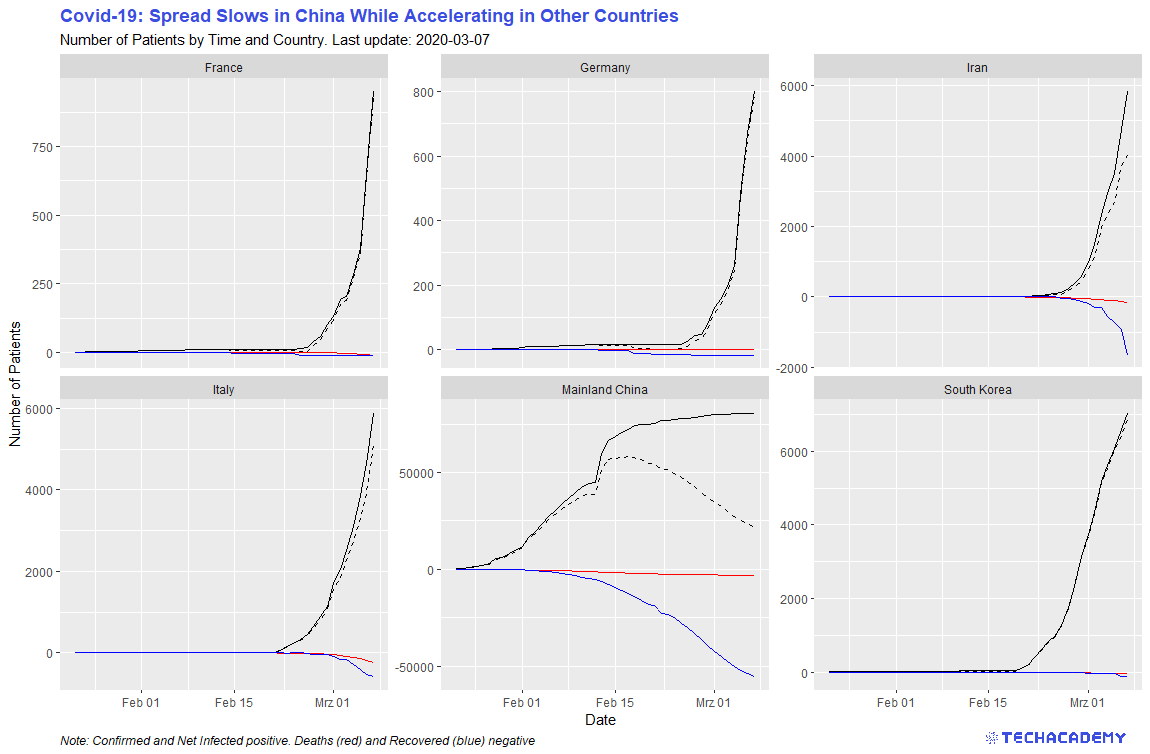 Covid-19: Spread Slows in China While Accelerating in Other Countries
Number of Patients by Time and Country. Last update: 2020-03-07
France
Germany
Iran
750
500
250
0
800
600
400
200
0
6000
4000
2000
0
-2000
Number of Patients
Italy
Mainland China
South Korea
6000
4000
2000
0
50000
0
-50000
6000
4000
2000
0
Feb 01 Feb 15 Mrz 01
Feb 01 Feb 15 Mrz 01
Feb 01 Feb 15 Mrz 01
Date
Note: Confirmed and Net Infected positive. Deaths (red) and Recovered (blue) negative
TECHACADEMY